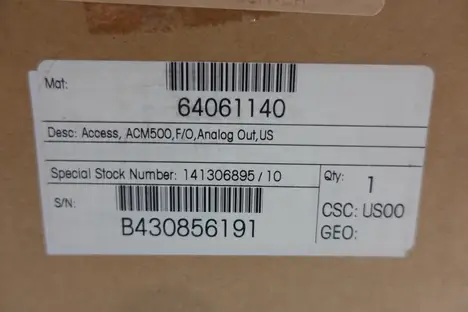 Mat:
64061140
Desc: Access, ACM500,F/O,Analog Out,US
Special Stock Number: 141306895/10
Qty: 1
S/N:
B430856191
CSC: US00
GEO: